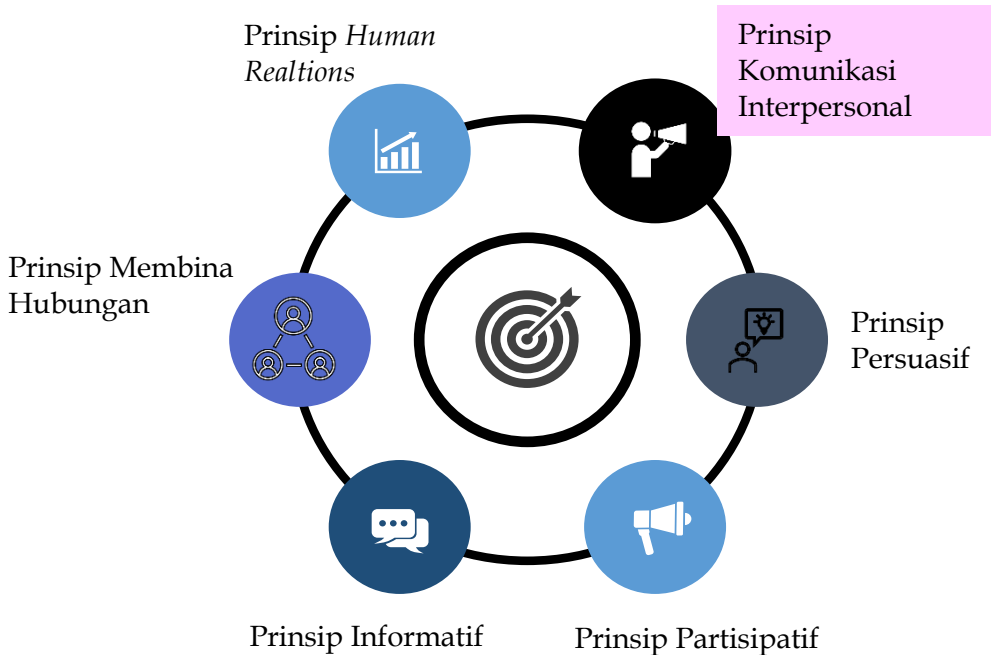 Prinsip Human
Realtions
Prinsip
Komunikasi
Interpersonal
Prinsip Membina
Hubungan
Prinsip
Persuasif
Prinsip Informatif
Prinsip Partisipatif